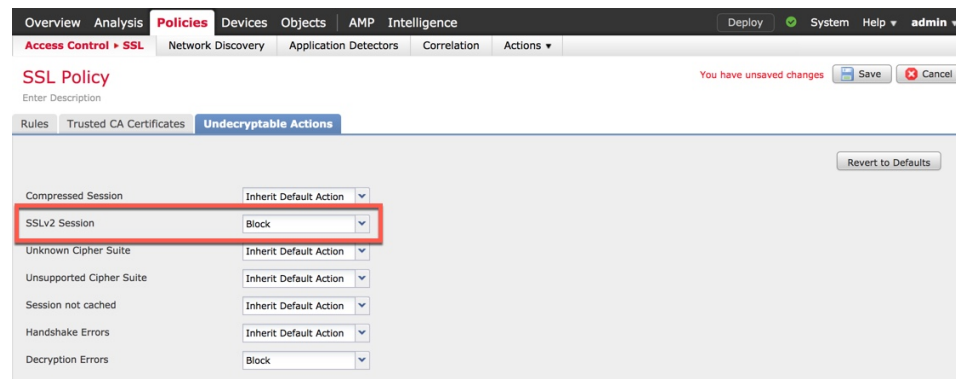 Overview Analysis Policies Devices Objects AMP Intelligence Deploy System Help ▾ admin ▾
Access Control ▸ SSL Network Discovery Application Detectors Correlation Actions ▾
SSL Policy You have unsaved changes Save Cancel
Enter Description
Rules Trusted CA Certificates Undecryptable Actions
Revert to Defaults
Compressed Session Inherit Default Action
SSLv2 Session Block
Unknown Cipher Suite Inherit Default Action
Unsupported Cipher Suite Inherit Default Action
Session not cached Inherit Default Action
Handshake Errors Inherit Default Action
Decryption Errors Block